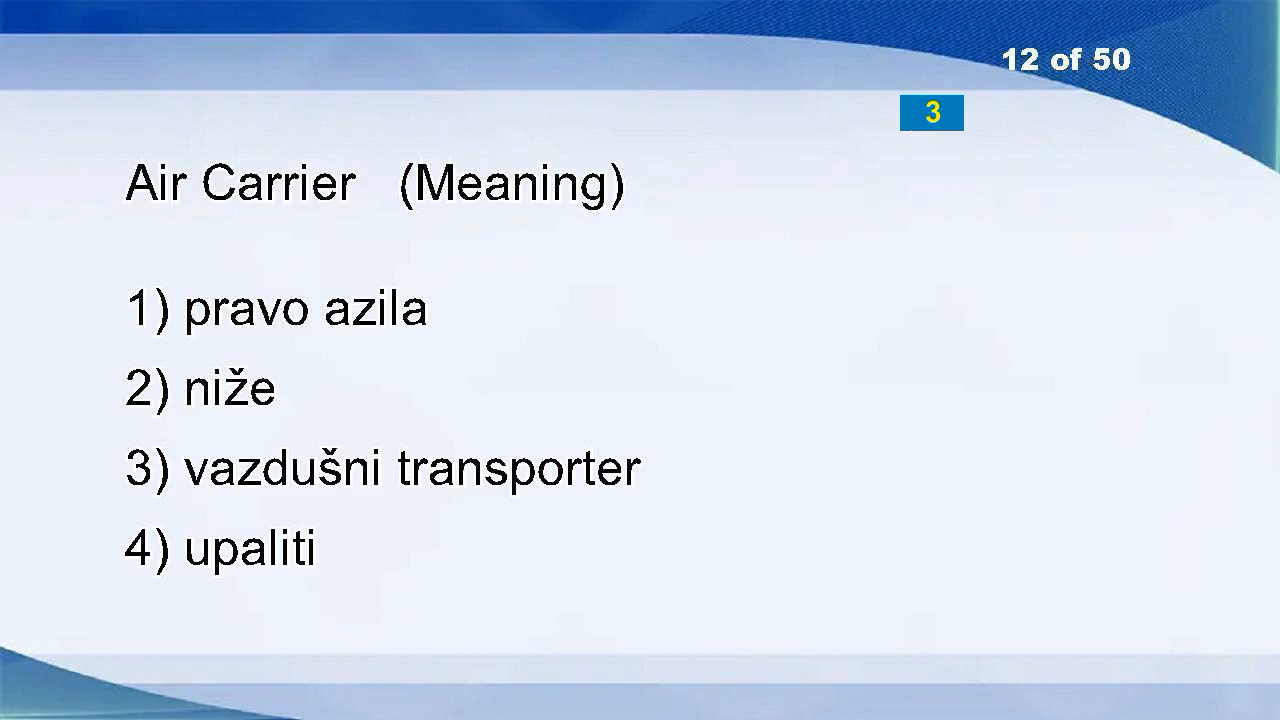 12 of 50
3
Air Carrier (Meaning)
1) pravo azila
2) niže
3) vazdušni transporter
4) upaliti